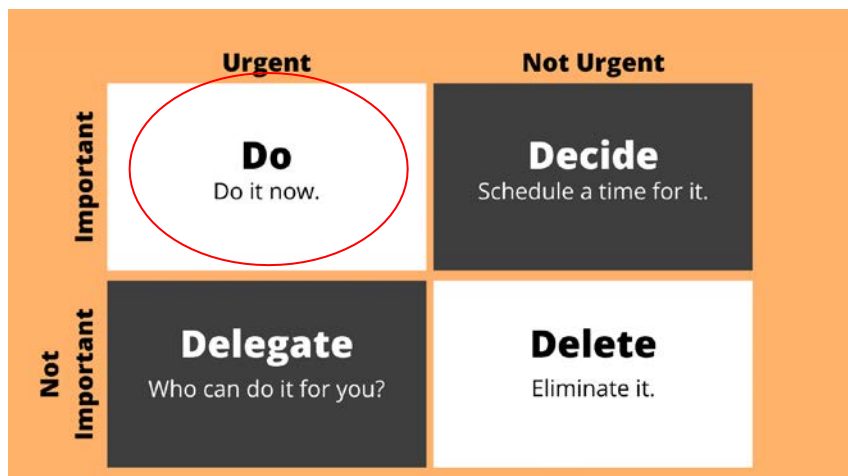 Urgent
Not Urgent
Important
Do
Do it now.
Decide
Schedule a time for it.
Not
Important
Delegate
Who can do it for you?
Delete
Eliminate it.